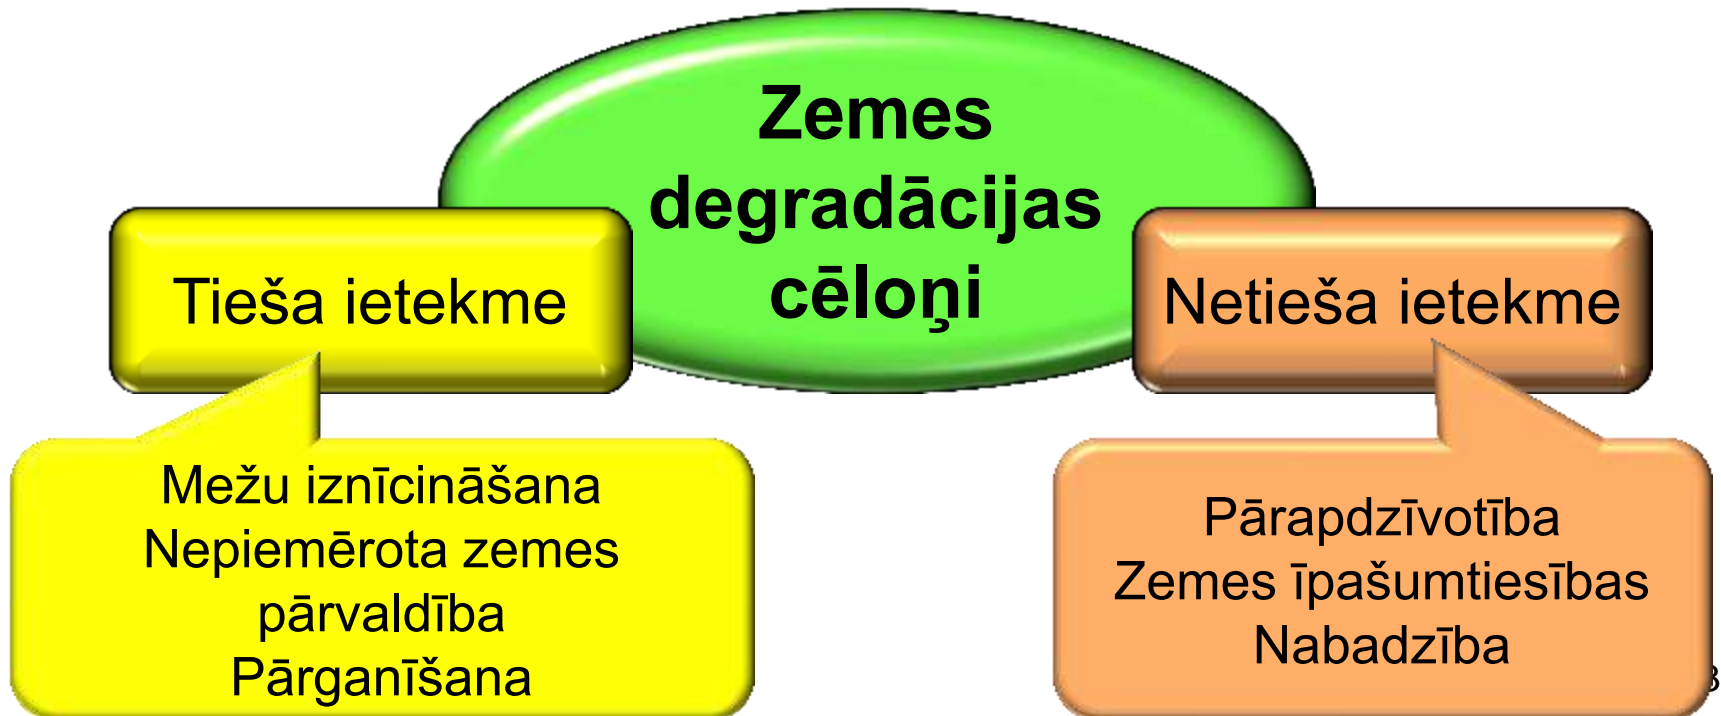 Zemes
degradācijas
cēloņi
Tieša ietekme
Netieša ietekme
Mežu iznīcināšana
Nepiemērota zemes
pārvaldība
Pārganīšana
Pārapdzīvotība
Zemes īpašumtiesības
Nabadzība